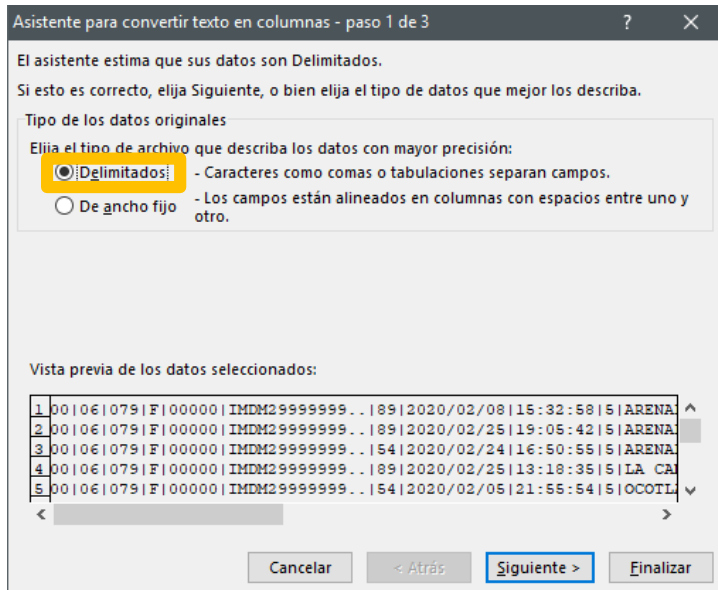 Asistente para convertir texto en columnas - paso 1 de 3 ? ×
El asistente estima que sus datos son Delimitados.
Si esto es correcto, elija Siguiente, o bien elija el tipo de datos que mejor los describa.
Tipo de los datos originales
Elija el tipo de archivo que describa los datos con mayor precisión:
Delimitados - Caracteres como comas o tabulaciones separan campos.
De ancho fijo - Los campos están alineados en columnas con espacios entre uno y
otro.
Vista previa de los datos seleccionados:
1 00|06|079|F|00000|IMDM29999999..|89|2020/02/08|15:32:58|5|ARENA
2 00|06|079|F|00000|IMDM29999999..|89|2020/02/25|19:05:42|5|ARENA
3 00|06|079|F|00000|IMDM29999999..|54|2020/02/24|16:50:55|5|ARENA
4 00|06|079|F|00000|IMDM29999999..|89|2020/02/25|13:18:35|5|LA CA
5 00|06|079|F|00000|IMDM29999999..|54|2020/02/05|21:55:54|5|OCOTL
Cancelar < Atrás Siguiente > Finalizar